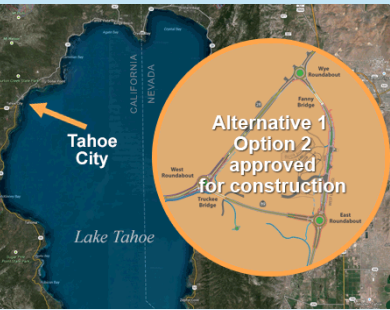 CALIFORNIA
NEVADA
Tahoe
City
Lake Tahoe
Wye
Roundabout
Fanny
Bridge
Alternative 1
Option 2
approved
for construction
West
Roundabout
Truckee
Bridge
East
Roundabout